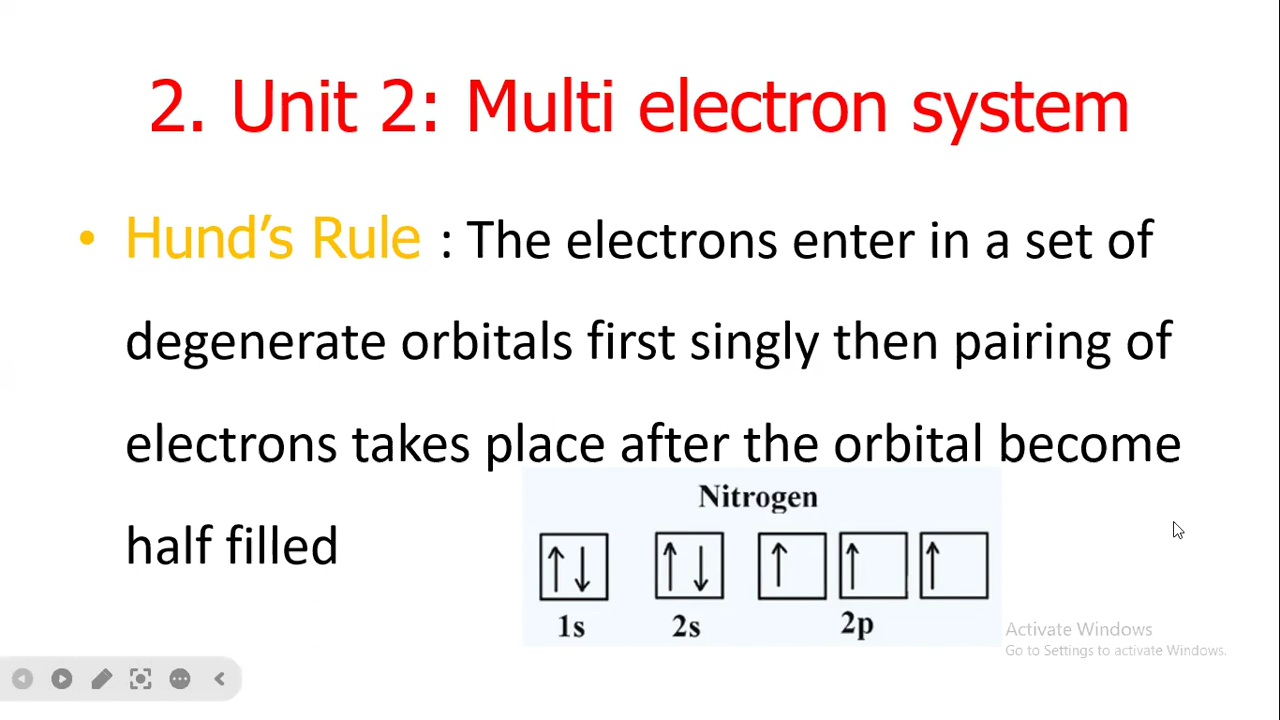 2. Unit 2: Multi electron system
• Hund’s Rule : The electrons enter in a set of
degenerate orbitals first singly then pairing of
electrons takes place after the orbital become
half filled
Nitrogen
↑↓ ↑↓ ↑ ↑ ↑
1s 2s 2p
Activate Windows
Go to Settings to activate Windows.